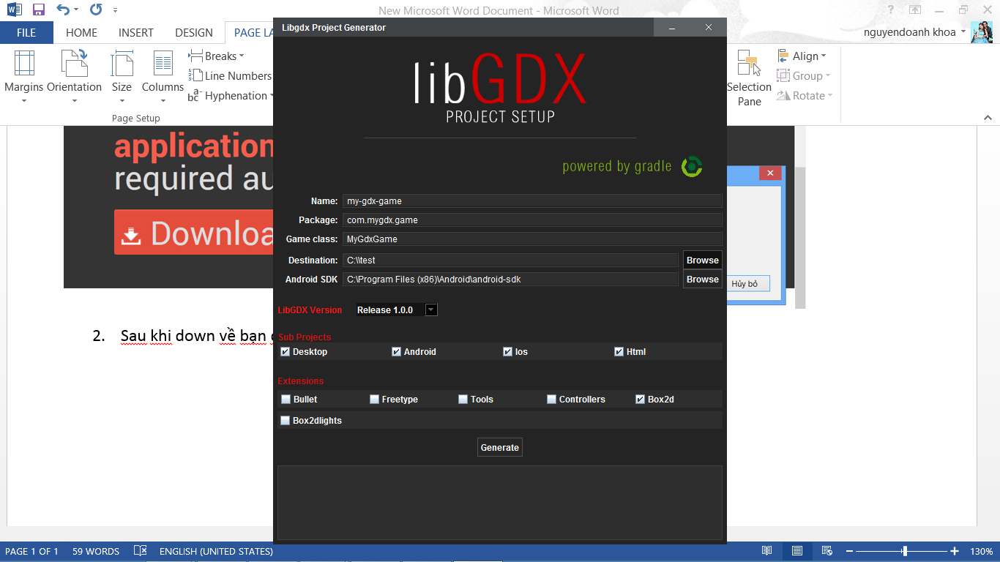 New Microsoft Word Document - Microsoft Word
FILE HOME INSERT DESIGN PAGE LA
nguyendoanh khoa
Margins
Orientation
Size
Columns
Breaks
Line Numbers
Hyphenation
Page Setup
Selection
Pane
Align
Group
Rotate
application
required au
Downloa
Hủy bỏ
2. Sau khi down về bạn
Libgdx Project Generator
libGDX
PROJECT SETUP
powered by gradle
Name: my-gdx-game
Package: com.mygdx.game
Game class: MyGdxGame
Destination: C:\\test Browse
Android SDK C:\Program Files (x86)\Android\android-sdk Browse
LibGDX Version Release 1.0.0
Sub Projects
Desktop Android Ios Html
Extensions
Bullet Freetype Tools Controllers Box2d
Box2dlights
Generate
PAGE 1 OF 1 59 WORDS ENGLISH (UNITED STATES) 130%